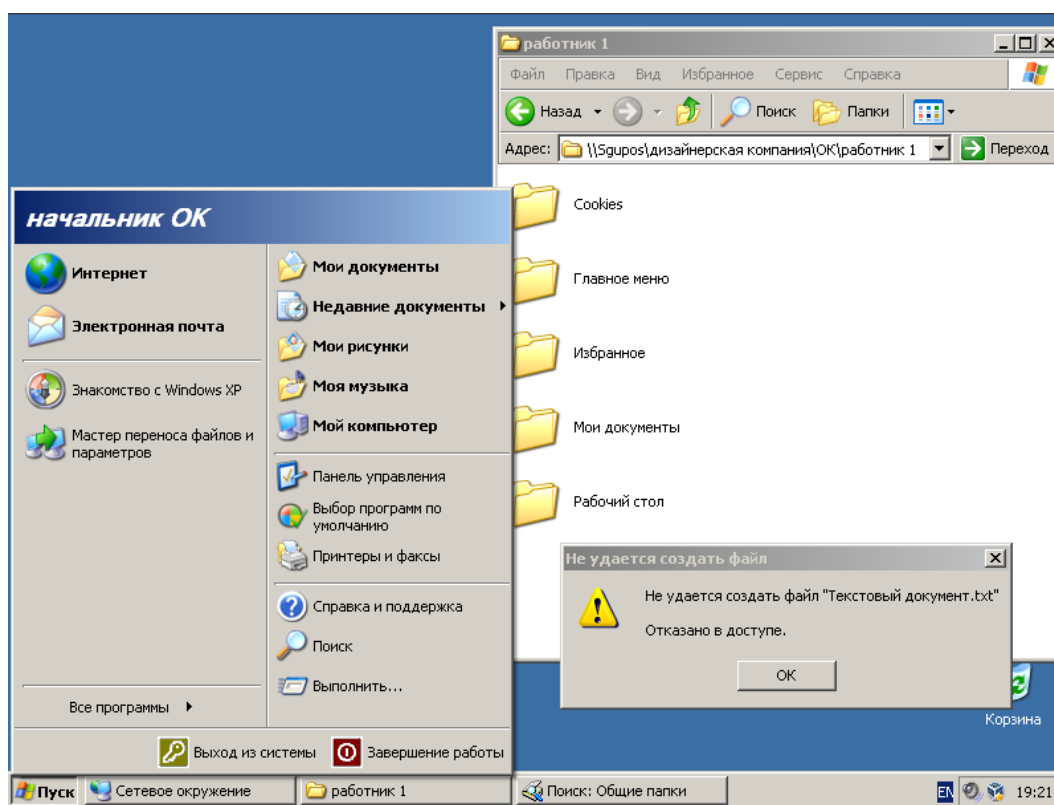 работник 1
Файл Правка Вид Избранное Сервис Справка
Назад Поиск Папки
Адрес: \\Sgupos\дизайнерская компания\ОК\работник 1 Переход
Cookies
Главное меню
Избранное
Мои документы
Рабочий стол
начальник ОК
Интернет
Электронная почта
Знакомство с Windows XP
Мастер переноса файлов и
параметров
Все программы
Мои документы
Недавние документы
Мои рисунки
Моя музыка
Мой компьютер
Панель управления
Выбор программ по
умолчанию
Принтеры и факсы
Справка и поддержка
Поиск
Выполнить...
Выход из системы Завершение работы
Не удается создать файл
Не удается создать файл "Текстовый документ.txt"
Отказано в доступе.
ОК
Корзина
Пуск Сетевое окружение работник 1 Поиск: Общие папки EN 19:21